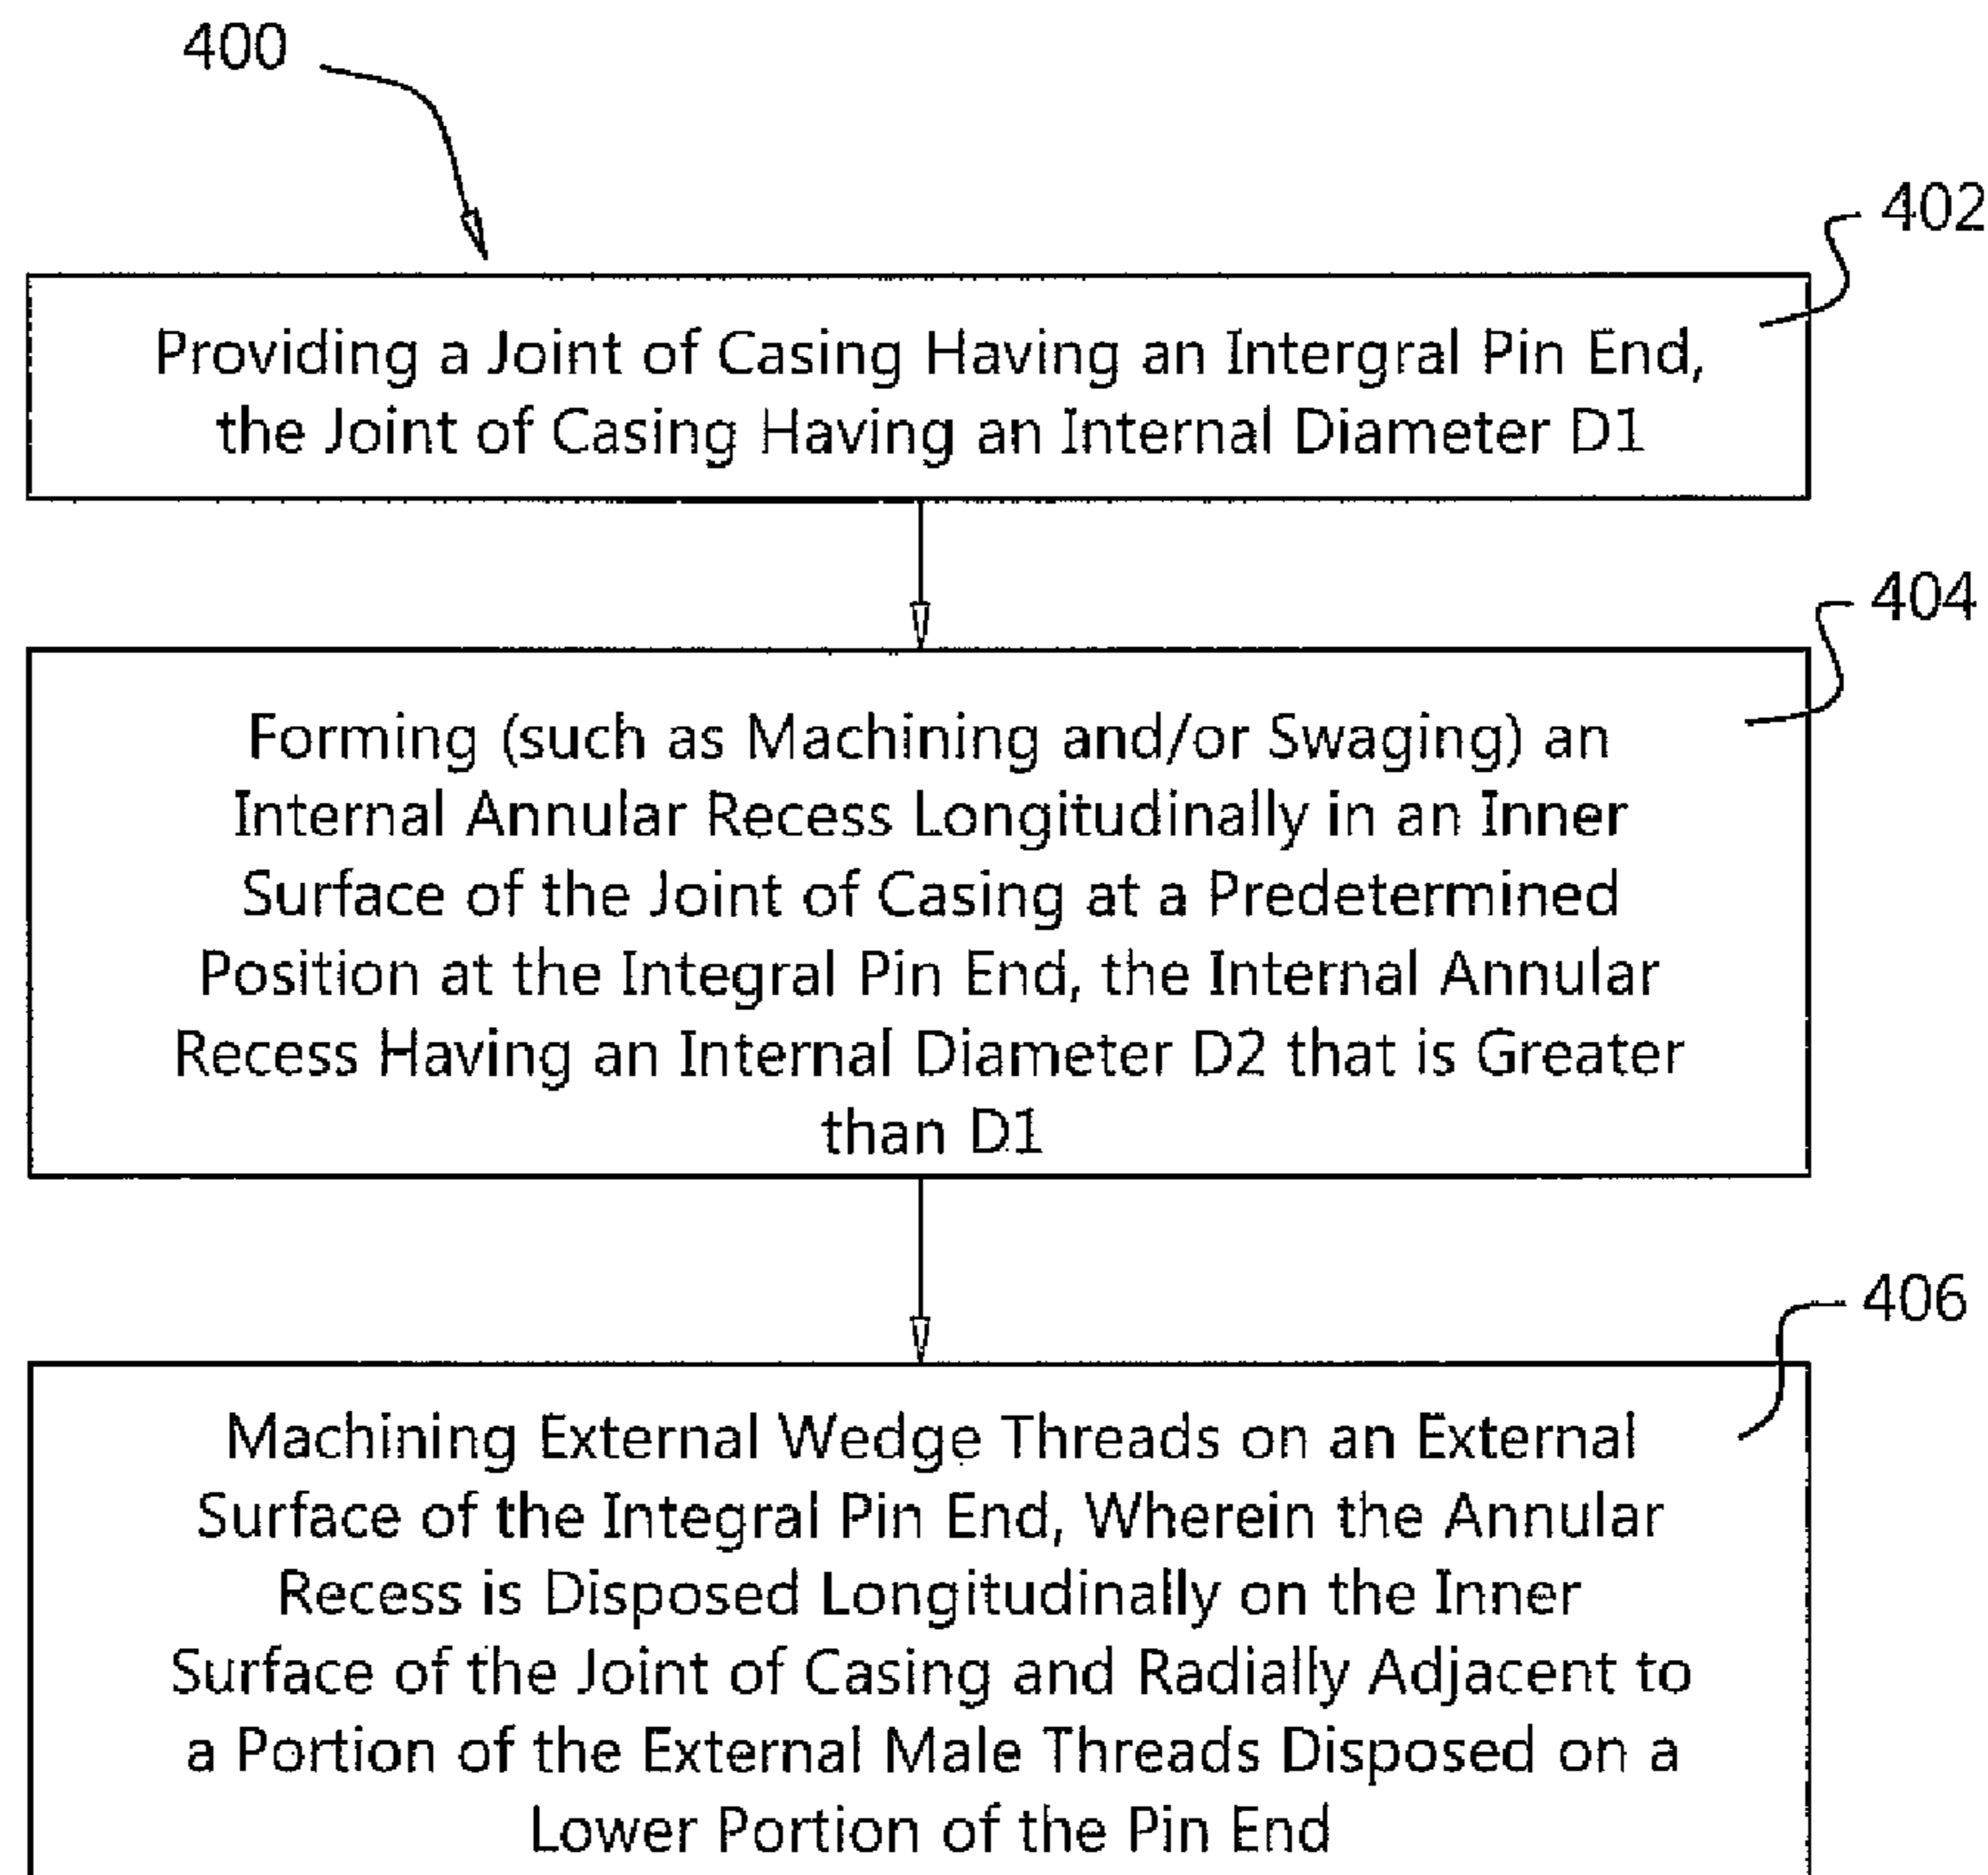 400
402
Providing a Joint of Casing Having an Intergral Pin End,
the Joint of Casing Having an Internal Diameter D1
404
Forming (such as Machining and/or Swaging) an
Internal Annular Recess Longitudinally in an Inner
Surface of the Joint of Casing at a Predetermined
Position at the Integral Pin End, the Internal Annular
Recess Having an Internal Diameter D2 that is Greater
than D1
406
Machining External Wedge Threads on an External
Surface of the Integral Pin End, Wherein the Annular
Recess is Disposed Longitudinally on the Inner
Surface of the Joint of Casing and Radially Adjacent to
a Portion of the External Male Threads Disposed on a
Lower Portion of the Pin End